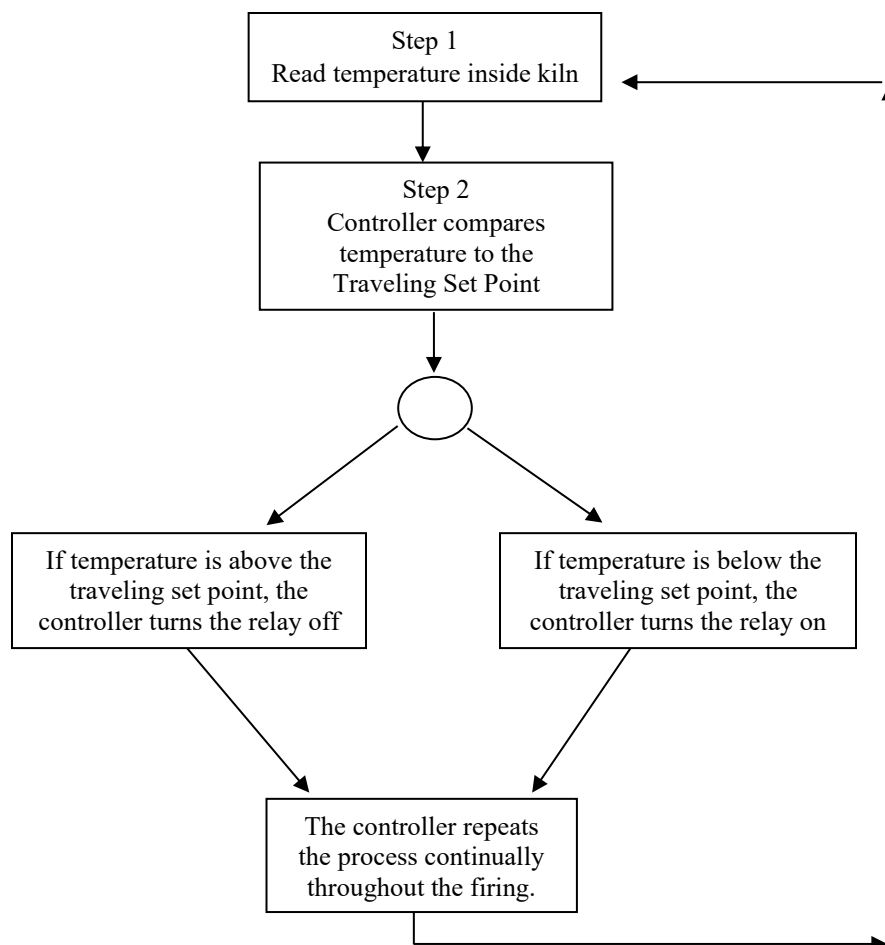 Step 1
Read temperature inside kiln
Step 2
Controller compares
temperature to the
Traveling Set Point
If temperature is above the
traveling set point, the
controller turns the relay off
If temperature is below the
traveling set point, the
controller turns the relay on
The controller repeats
the process continually
throughout the firing.